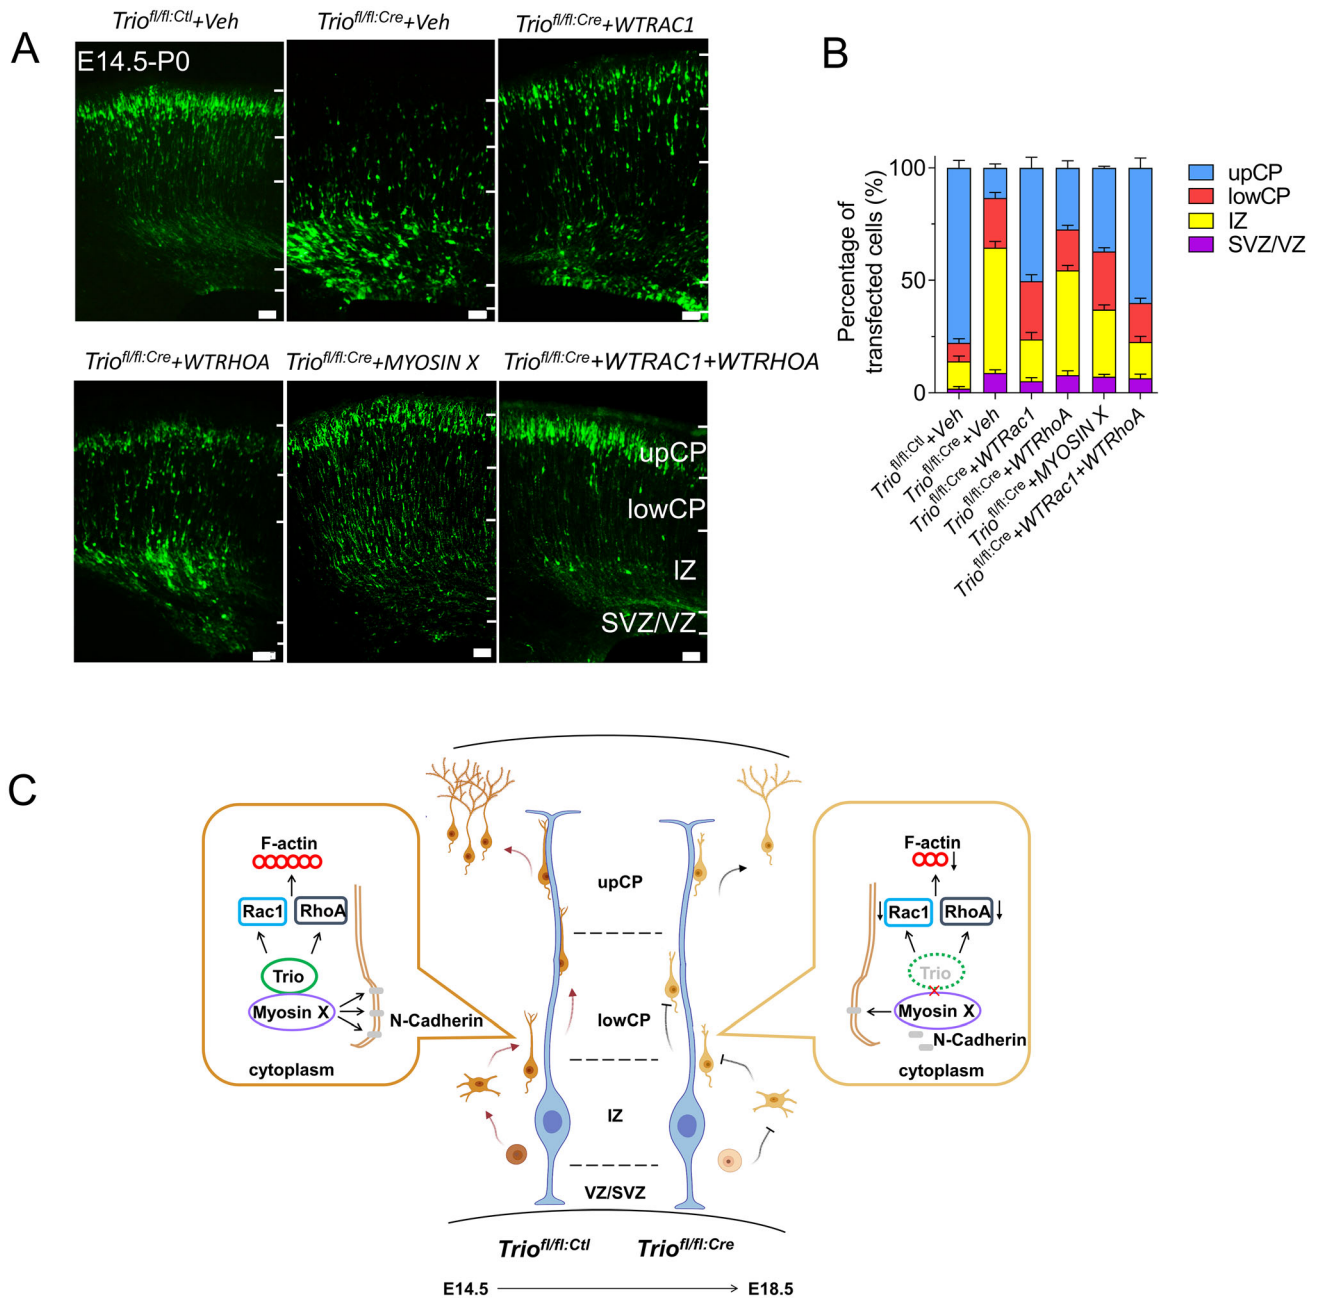 A
Trio^fl/fl:Ctl+Veh
Trio^fl/fl:Cre+Veh
Trio^fl/fl:Cre+WTRAC1
E14.5-P0
Trio^fl/fl:Cre+WTRHOA
Trio^fl/fl:Cre+MYOSIN X
Trio^fl/fl:Cre+WTRAC1+WTRHOA
upCP
lowCP
IZ
SVZ/VZ
B
Percentage of
transfected cells (%)
100
50
0
upCP
lowCP
IZ
SVZ/VZ
Trio^fl/fl:Ctl+Veh
Trio^fl/fl:Cre+Veh
Trio^fl/fl:Cre+WTRac1
Trio^fl/fl:Cre+WTRhoA
Trio^fl/fl:Cre+MYOSIN X
Trio^fl/fl:Cre+WTRac1+WTRhoA
C
F-actin
Rac1
RhoA
Trio
Myosin X
N-Cadherin
cytoplasm
upCP
lowCP
IZ
VZ/SVZ
F-actin
Rac1
RhoA
Trio
Myosin X
N-Cadherin
cytoplasm
Trio^fl/fl:Ctl
Trio^fl/fl:Cre
E14.5
E18.5